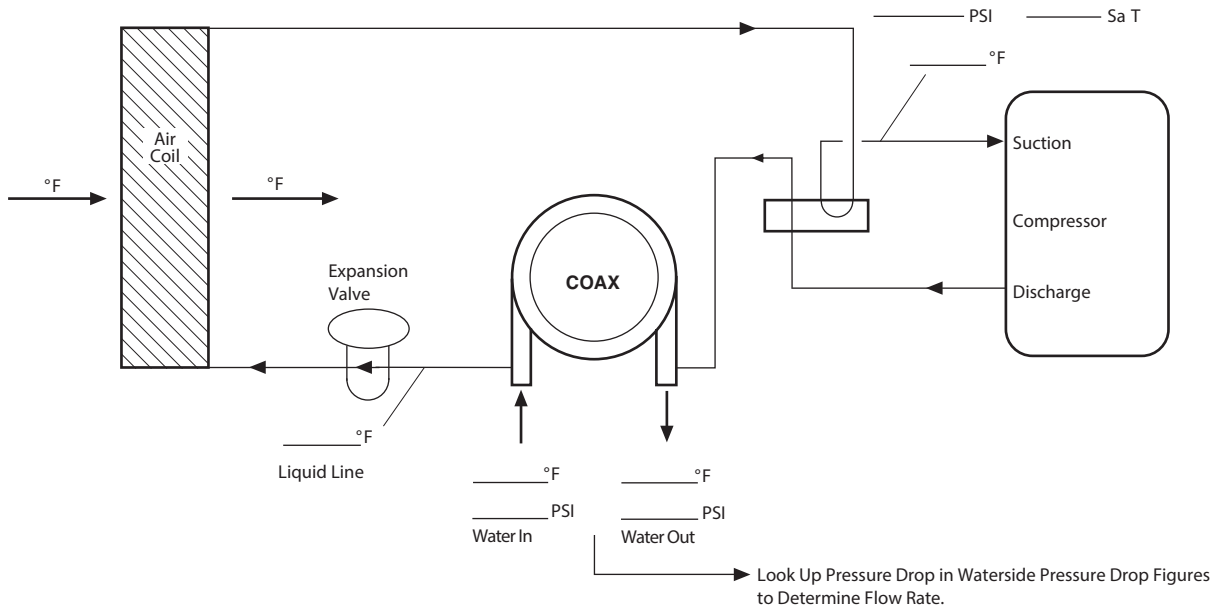 PSI Sa T
°F
Air
Coil
Suction
°F
°F
Compressor
Expansion
Valve
COAX
Discharge
°F
Liquid Line
°F
°F
PSI
PSI
Water In
Water Out
Look Up Pressure Drop in Waterside Pressure Drop Figures
to Determine Flow Rate.